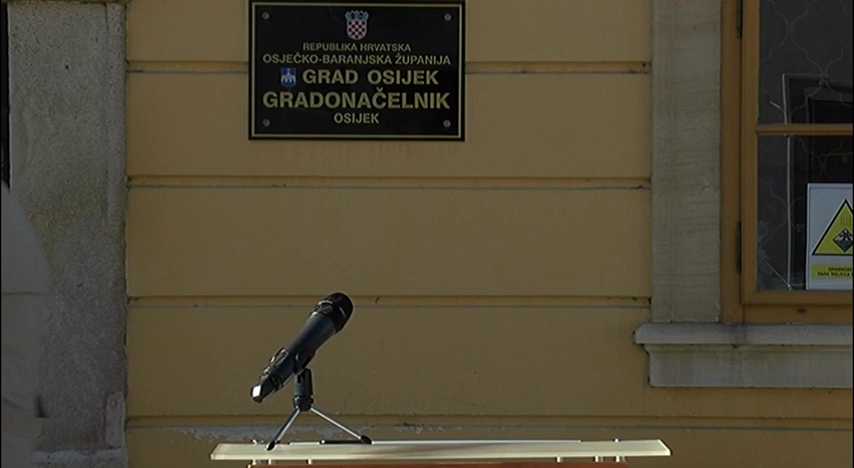 REPUBLIKA HRVATSKA
OSJEČKO-BARANJSKA ŽUPANIJA
GRAD OSIJEK
GRADONAČELNIK
OSIJEK